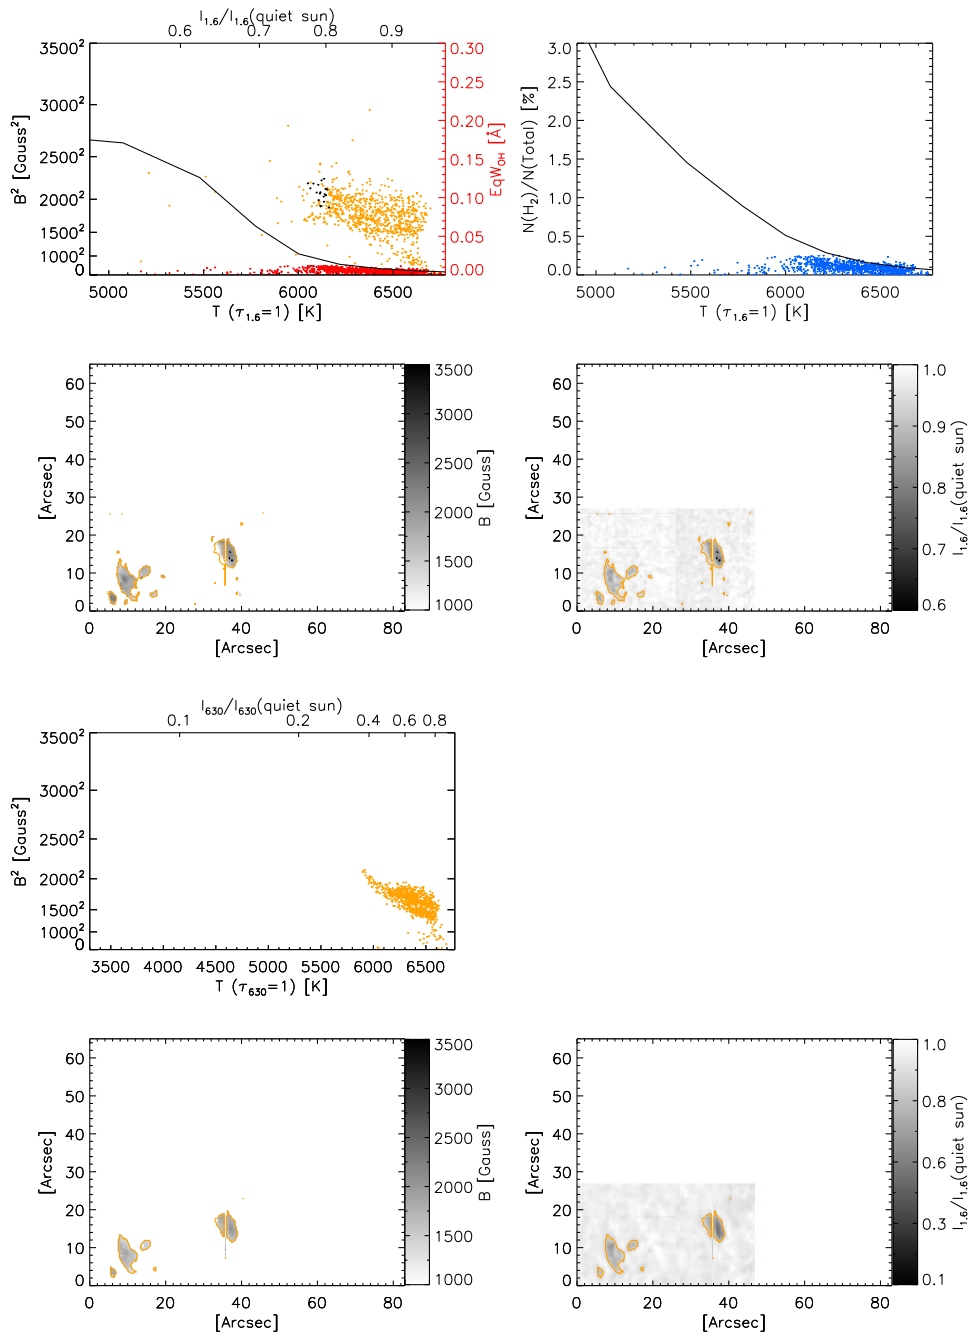 I1.6/I1.6(quiet sun)
0.6 0.7 0.8 0.9
3500² 3000² 2500² 2000² 1500² 1000² 0
B² [Gauss²]
0.30 0.25 0.20 0.15 0.10 0.05 0.00
EqWOH [Å]
5000 5500 6000 6500
T (τ1.6=1) [K]
3.0 2.5 2.0 1.5 1.0 0.5 0.0
N(H2)/N(Total) [%]
5000 5500 6000 6500
T (τ1.6=1) [K]
60 50 40 30 20 10 0
[Arcsec]
0 20 40 60 80
[Arcsec]
3500 3000 2500 2000 1500 1000
B [Gauss]
60 50 40 30 20 10 0
[Arcsec]
0 20 40 60 80
[Arcsec]
1.0 0.9 0.8 0.7 0.6
I1.6/I1.6(quiet sun)
I630/I630(quiet sun)
0.1 0.2 0.4 0.6 0.8
3500² 3000² 2500² 2000² 1500² 1000² 0
B² [Gauss²]
3500 4000 4500 5000 5500 6000 6500
T (τ630=1) [K]
60 50 40 30 20 10 0
[Arcsec]
0 20 40 60 80
[Arcsec]
3500 3000 2500 2000 1500 1000
B [Gauss]
60 50 40 30 20 10 0
[Arcsec]
0 20 40 60 80
[Arcsec]
1.0 0.8 0.6 0.3 0.1
I1.6/I1.6(quiet sun)